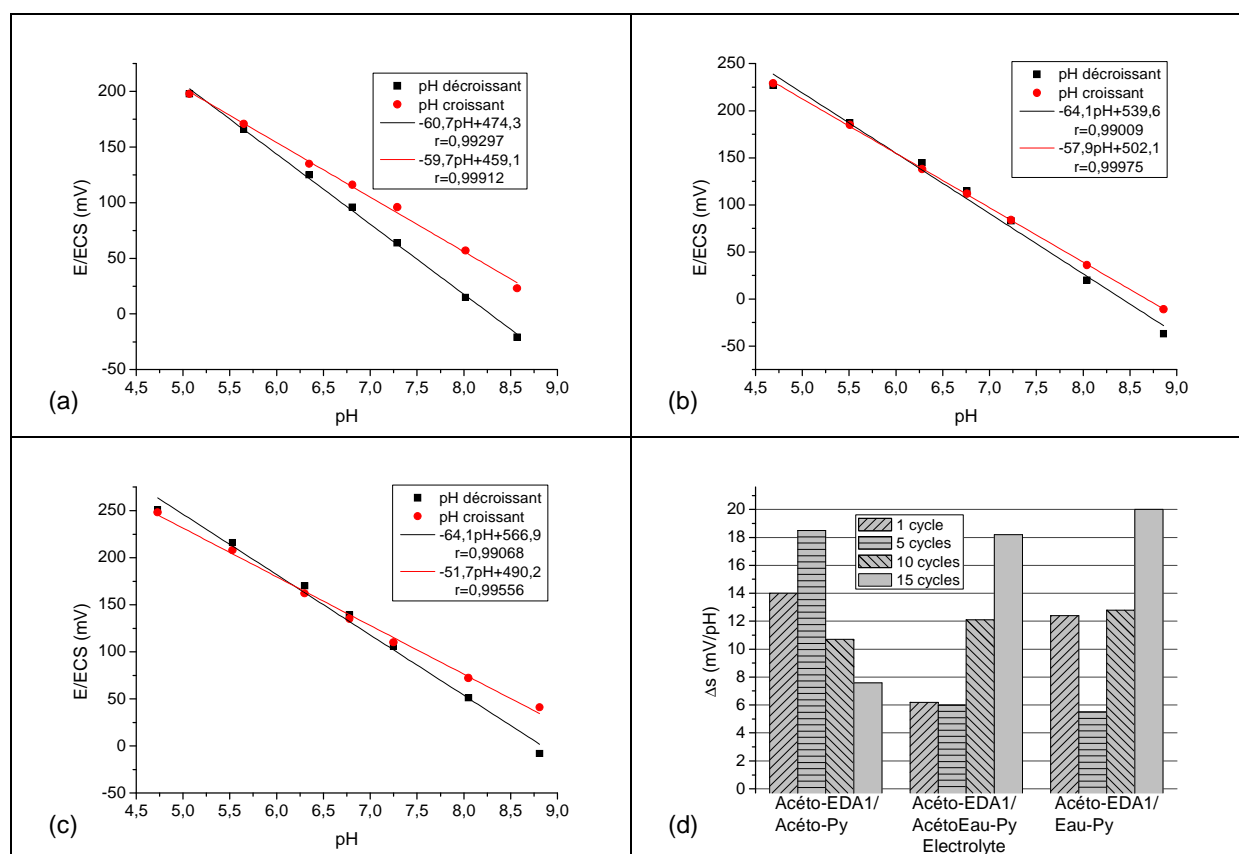 200
150
100
50
0
-50
4,5 5,0 5,5 6,0 6,5 7,0 7,5 8,0 8,5 9,0
E/ECS (mV)
pH
pH décroissant
pH croissant
-60,7pH+474,3
r=0,99297
-59,7pH+459,1
r=0,99912
(a)
250
200
150
100
50
0
-50
4,5 5,0 5,5 6,0 6,5 7,0 7,5 8,0 8,5 9,0
E/ECS (mV)
pH
pH décroissant
pH croissant
-64,1pH+539,6
r=0,99009
-57,9pH+502,1
r=0,99975
(b)
250
200
150
100
50
0
-50
4,5 5,0 5,5 6,0 6,5 7,0 7,5 8,0 8,5 9,0
E/ECS (mV)
pH
pH décroissant
pH croissant
-64,1pH+566,9
r=0,99068
-51,7pH+490,2
r=0,99556
(c)
20
18
16
14
12
10
8
6
4
2
0
Δs (mV/pH)
1 cycle
5 cycles
10 cycles
15 cycles
Acéto-EDA1/
Acéto-Py
Acéto-EDA1/
AcétoEau-Py
Acéto-EDA1/
Eau-Py
Electrolyte
(d)